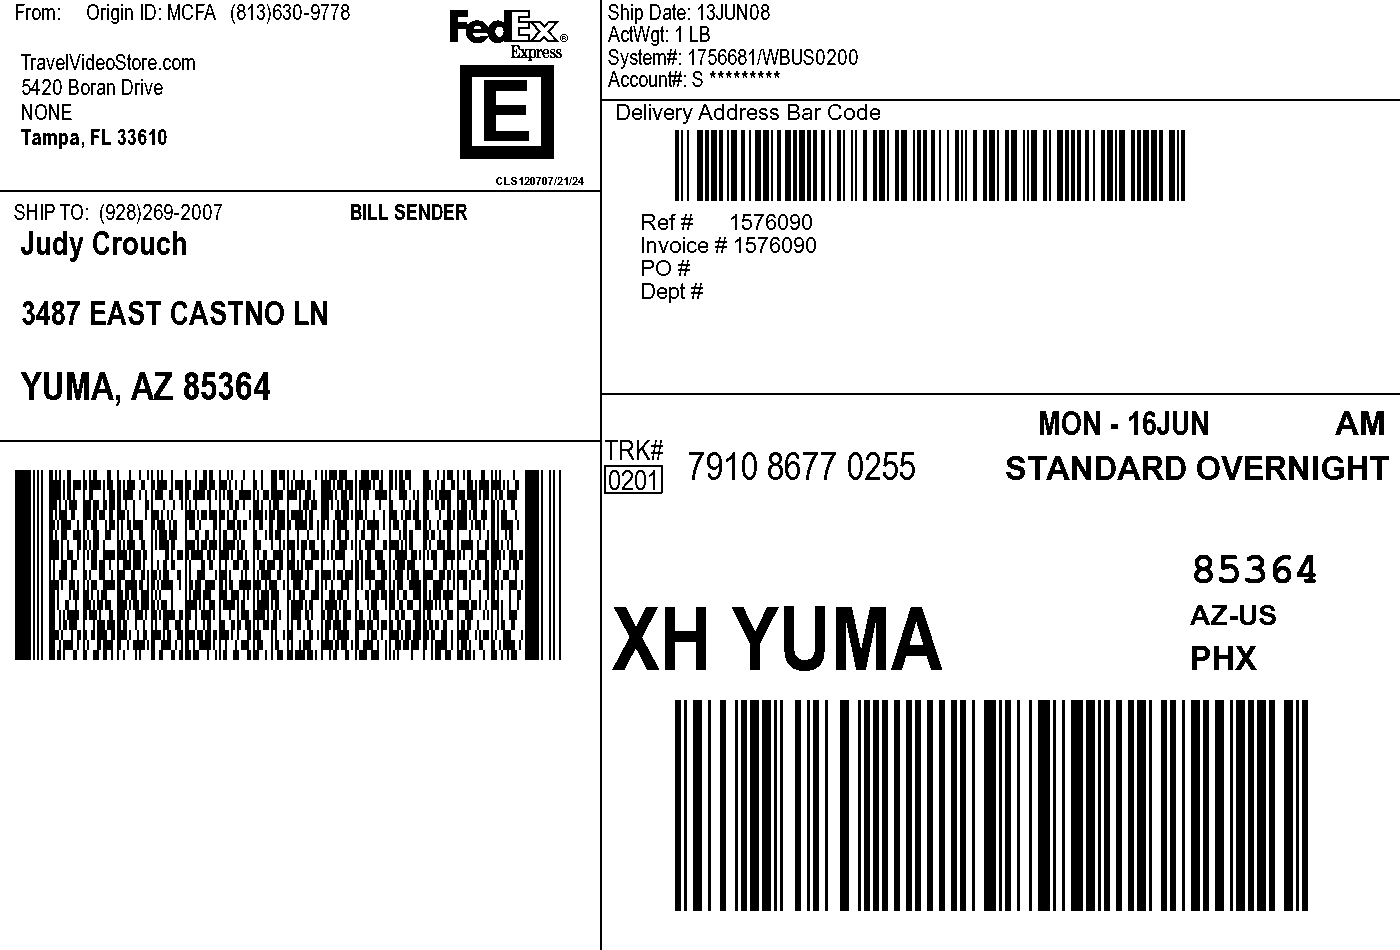 From: Origin ID: MCFA (813)630-9778
TravelVideoStore.com
5420 Boran Drive
NONE
Tampa, FL 33610
FedEx®
Express
E
CLS120707/21/24
Ship Date: 13JUN08
ActWgt: 1 LB
System#: 1756681/WBUS0200
Account#: S *********
Delivery Address Bar Code
Ref # 1576090
Invoice # 1576090
PO #
Dept #
SHIP TO: (928)269-2007 BILL SENDER
Judy Crouch
3487 EAST CASTNO LN
YUMA, AZ 85364
MON - 16JUN AM
TRK# 7910 8677 0255 STANDARD OVERNIGHT
0201
85364
XH YUMA AZ-US
PHX